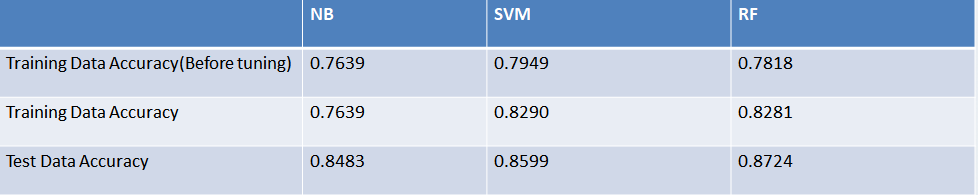 NB SVM RF
Training Data Accuracy(Before tuning) 0.7639 0.7949 0.7818
Training Data Accuracy 0.7639 0.8290 0.8281
Test Data Accuracy 0.8483 0.8599 0.8724